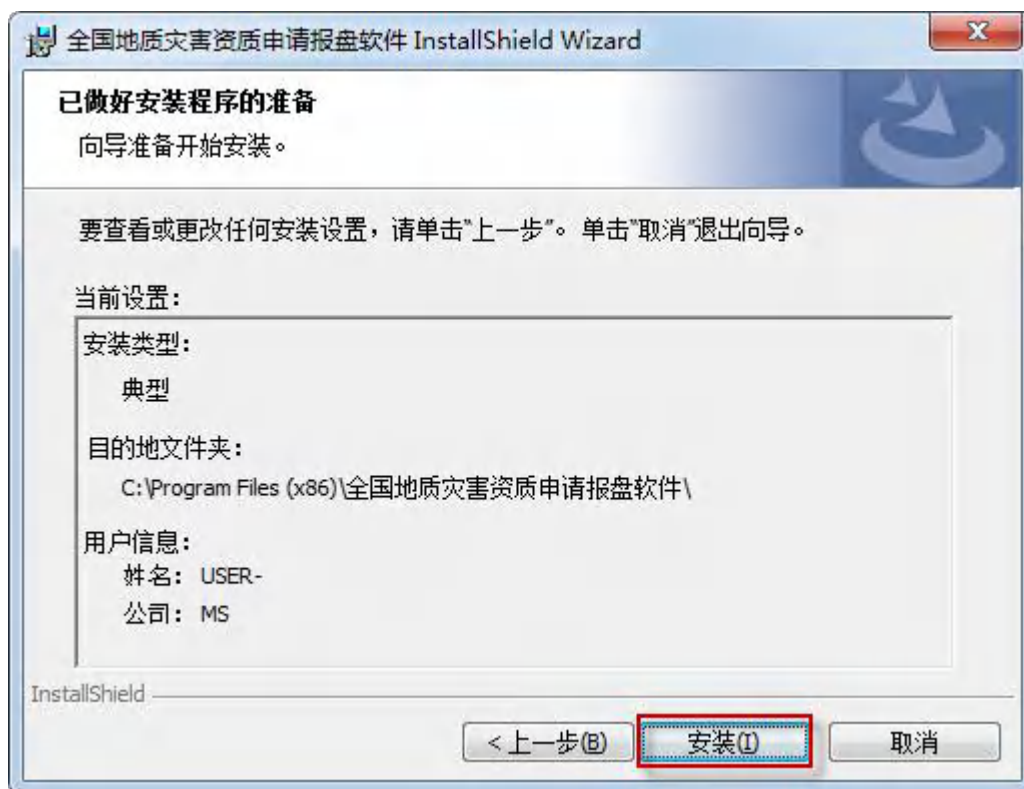 全国地质灾害资质申请报盘软件 InstallShield Wizard
已做好安装程序的准备
向导准备开始安装。
要查看或更改任何安装设置，请单击"上一步"。单击"取消"退出向导。
当前设置：
安装类型：
典型
目的地文件夹：
C:\Program Files (x86)\全国地质灾害资质申请报盘软件\
用户信息：
姓名： USER-
公司： MS
InstallShield
< 上一步(B)
安装(I)
取消